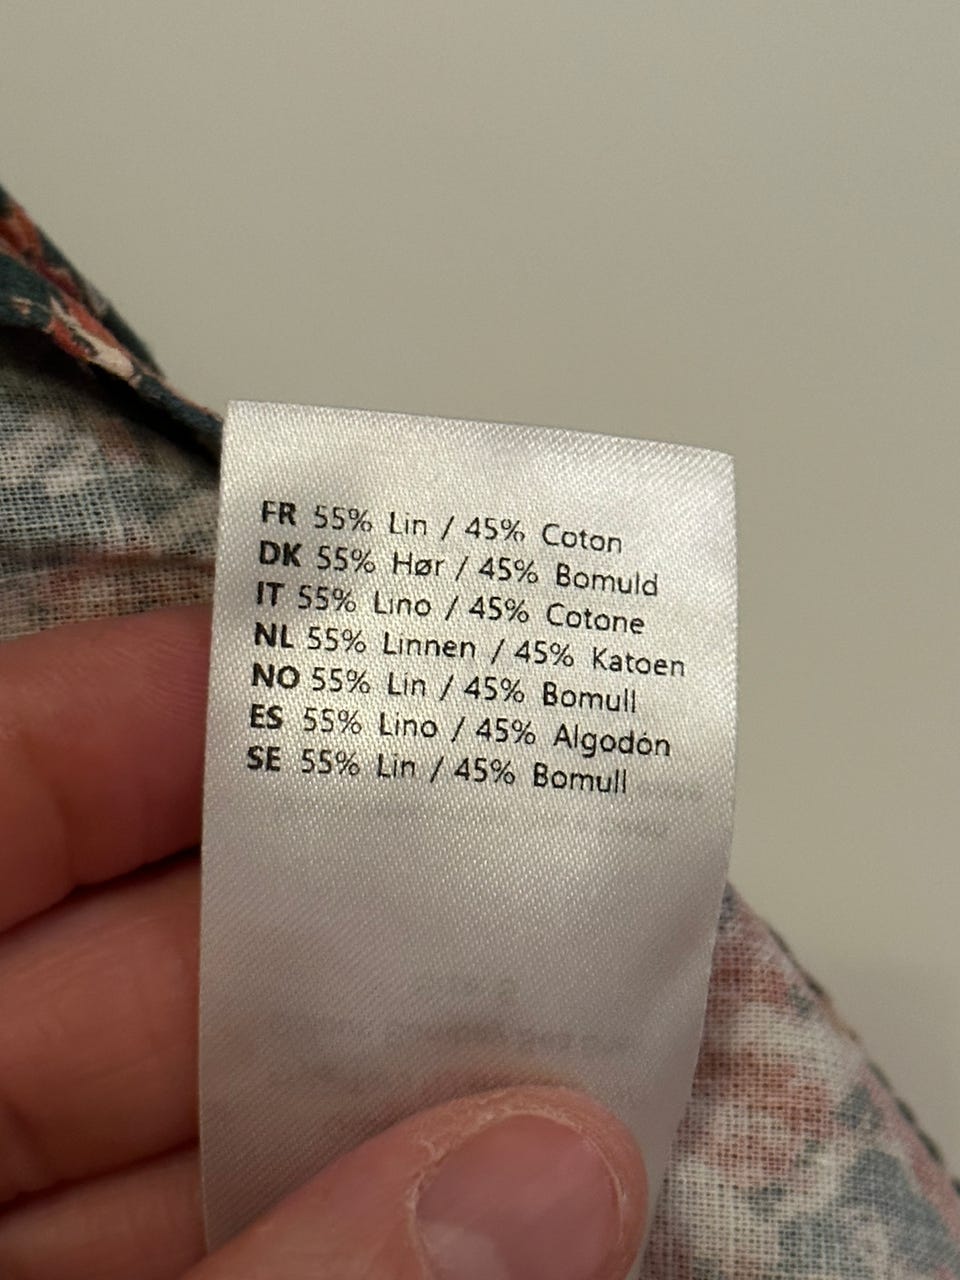 FR 55% Lin / 45% Coton
DK 55% Hør / 45% Bomuld
IT 55% Lino / 45% Cotone
NL 55% Linnen / 45% Katoen
NO 55% Lin / 45% Bomull
ES 55% Lino / 45% Algodón
SE 55% Lin / 45% Bomull